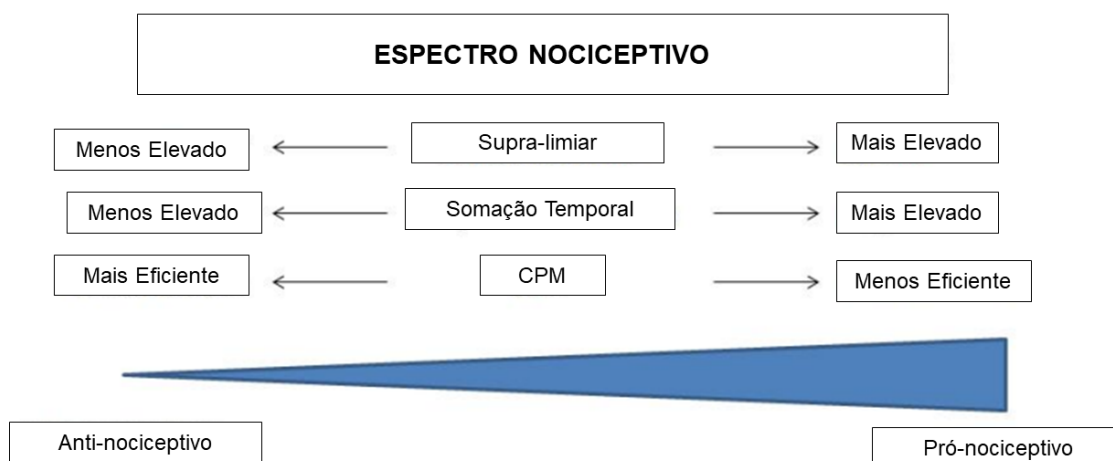 ESPECTRO NOCICEPTIVO
Menos Elevado
Supra-limiar
Mais Elevado
Menos Elevado
Somação Temporal
Mais Elevado
Mais Eficiente
CPM
Menos Eficiente
Anti-nociceptivo
Pró-nociceptivo